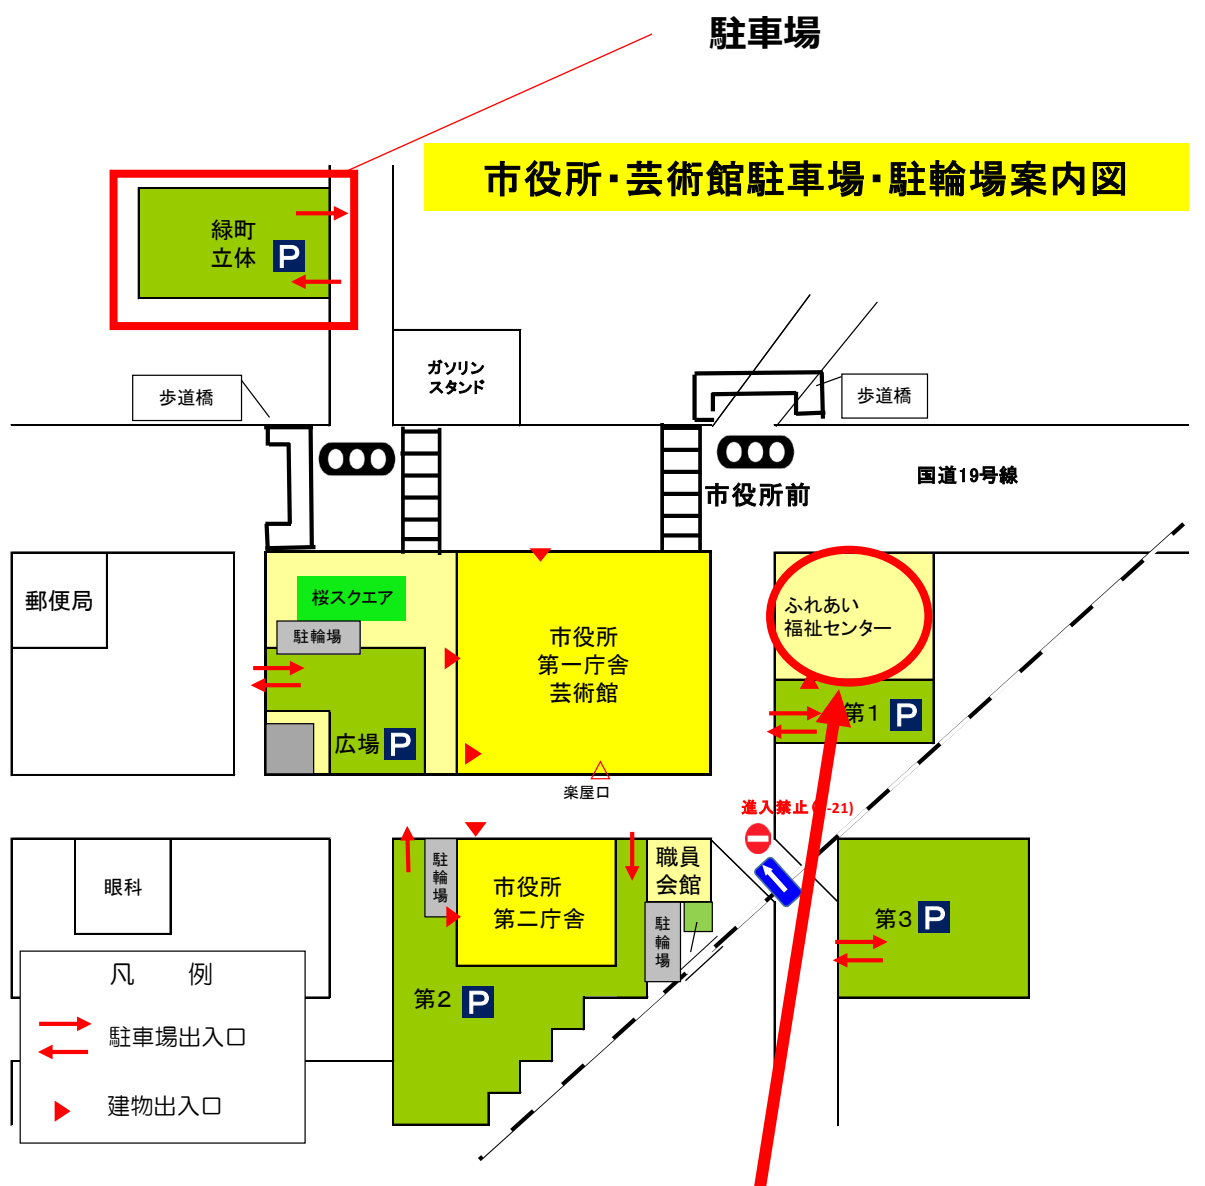 駐車場
市役所・芸術館駐車場・駐輪場案内図
緑町
立体
P
ガソリン
スタンド
歩道橋
歩道橋
市役所前
国道19号線
郵便局
桜スクエア
駐輪場
市役所
第一庁舎
芸術館
ふれあい
福祉センター
第1
P
広場
P
楽屋口
進入禁止
-21)
眼科
駐輪場
市役所
第二庁舎
職員
会館
駐輪場
第2
P
第3
P
凡 例
駐車場出入口
建物出入口